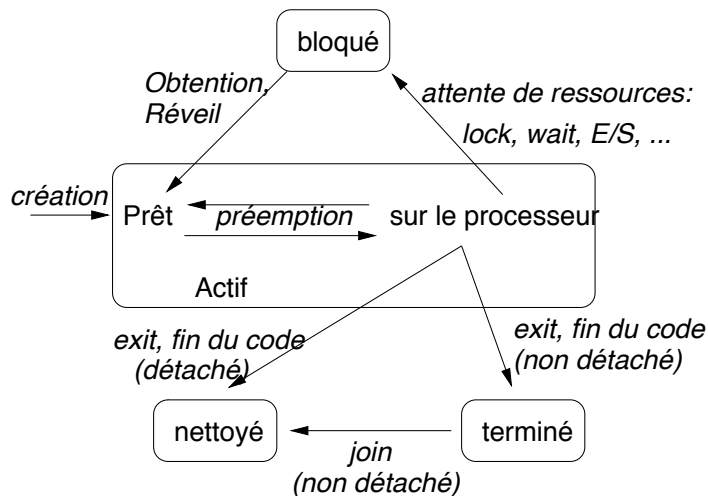 bloqué
Obtention,
Réveil
attente de ressources:
lock, wait, E/S, ...
création
Prêt
préemption
sur le processeur
Actif
exit, fin du code
(détaché)
exit, fin du code
(non détaché)
nettoyé
join
(non détaché)
terminé